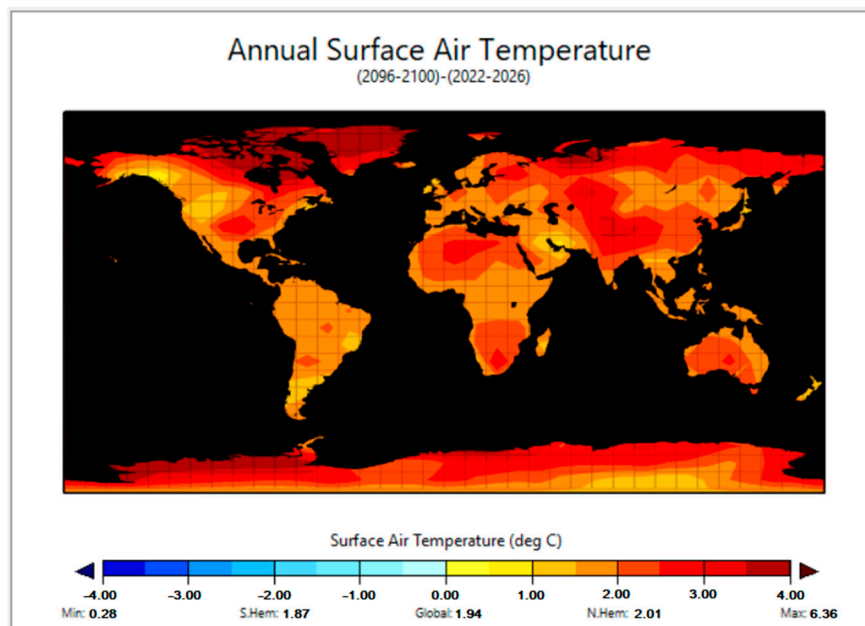 Annual Surface Air Temperature
(2096-2100)-(2022-2026)
Surface Air Temperature (deg C)
-4.00 -3.00 -2.00 -1.00 0.00 1.00 2.00 3.00 4.00
Min: 0.28 S.Hem: 1.87 Global: 1.94 N.Hem: 2.01 Max: 6.36